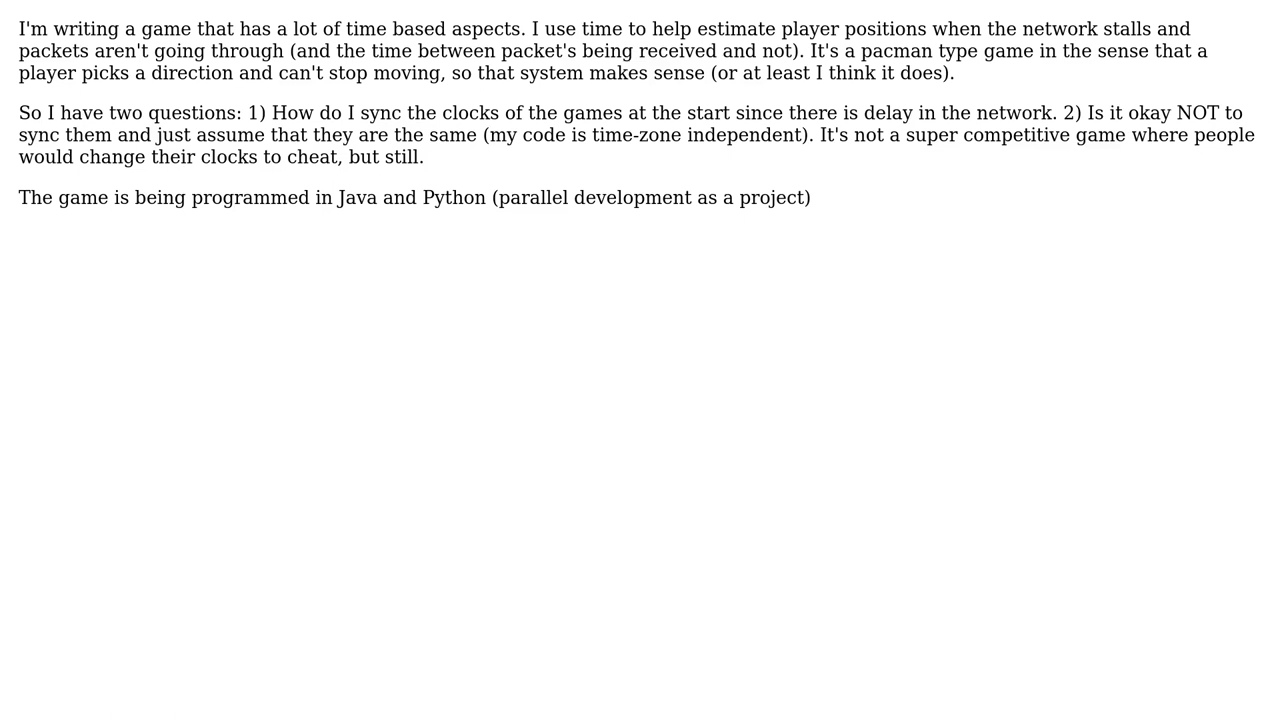 I'm writing a game that has a lot of time based aspects. I use time to help estimate player positions when the network stalls and
packets aren't going through (and the time between packet's being received and not). It's a pacman type game in the sense that a
player picks a direction and can't stop moving, so that system makes sense (or at least I think it does).
So I have two questions: 1) How do I sync the clocks of the games at the start since there is delay in the network. 2) Is it okay NOT to
sync them and just assume that they are the same (my code is time-zone independent). It's not a super competitive game where people
would change their clocks to cheat, but still.
The game is being programmed in Java and Python (parallel development as a project)